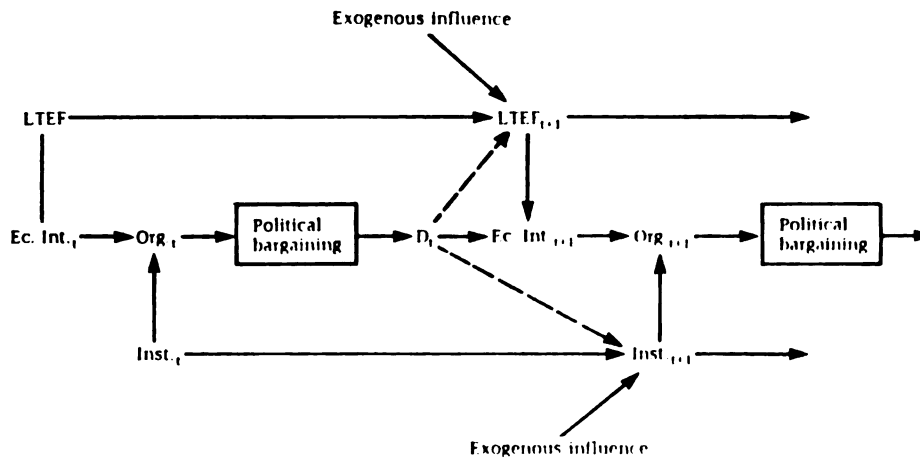 Exogenous influence
LTEF
LTEF t+1
Ec. Int. t
Org. t
Political
bargaining
D t
Ec. Int. t+1
Org. t+1
Political
bargaining
Inst. t
Inst. t+1
Exogenous influence